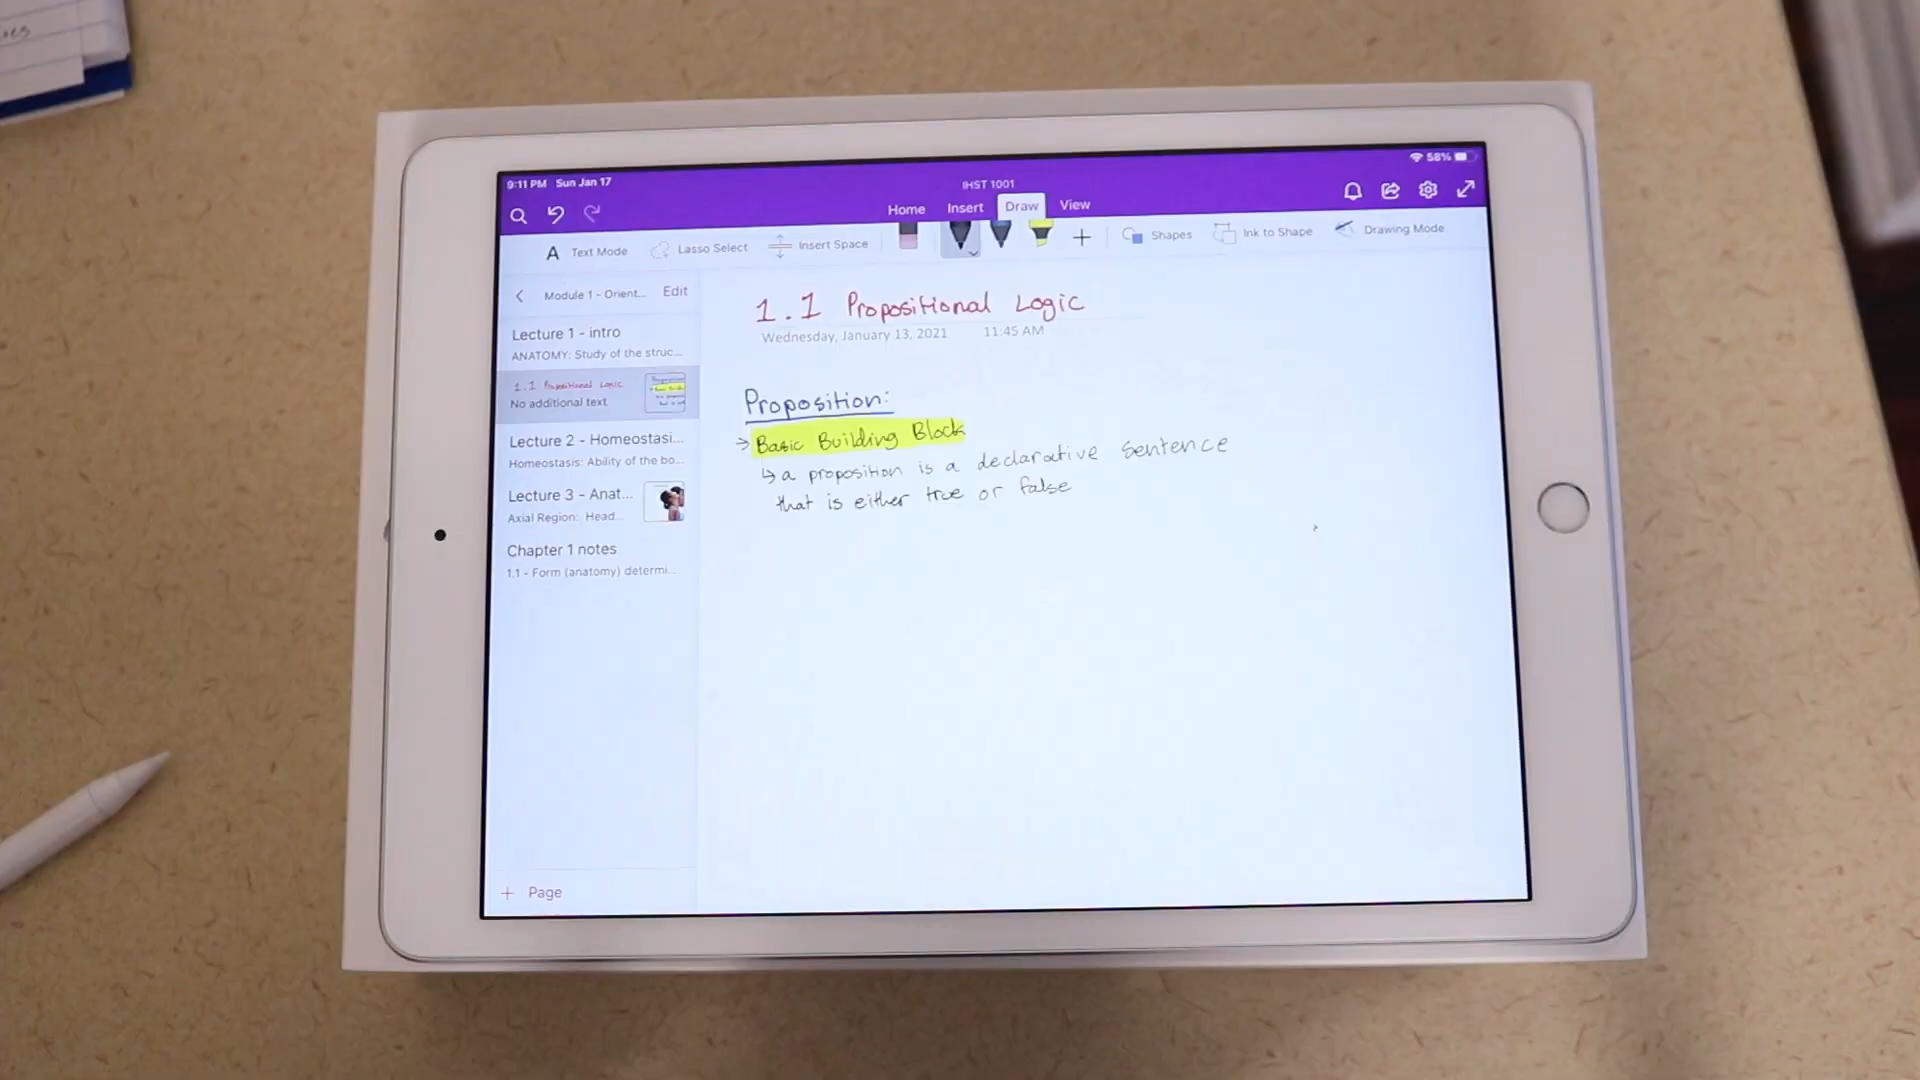 9:11 PM Sun Jan 17
58%
IHST 1001
Home Insert Draw View
A Text Mode Lasso Select Insert Space Shapes Ink to Shape Drawing Mode
Module 1 - Orient... Edit
Lecture 1 - intro
ANATOMY: Study of the struc...
1.1 Propositional Logic
No additional text
Lecture 2 - Homeostasi...
Homeostasis: Ability of the bo...
Lecture 3 - Anat...
Axial Region: Head...
Chapter 1 notes
1.1 - Form (anatomy) determi...
+ Page
1.1 Propositional Logic
Wednesday, January 13, 2021 11:45 AM
Proposition:
→ Basic Building Block
↳ a proposition is a declarative sentence
that is either true or false